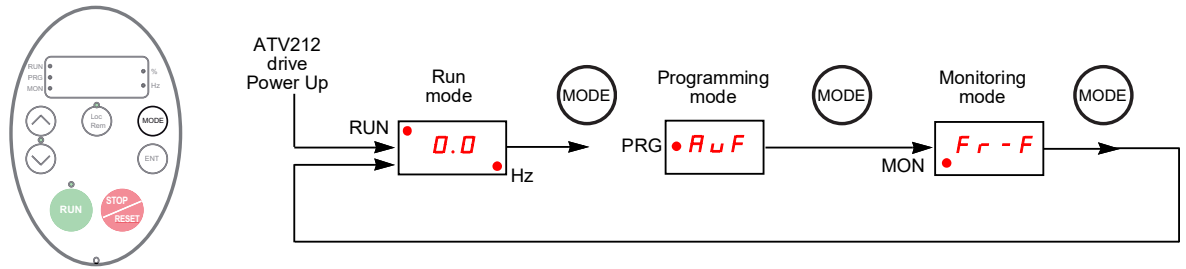 RUN
PRG
MON
%
Hz
Loc
Rem
MODE
ENT
RUN
STOP
RESET
ATV212
drive
Power Up
Run
mode
RUN
0.0
Hz
MODE
Programming
mode
PRG
AuF
MODE
Monitoring
mode
MON
Fr-F
MODE